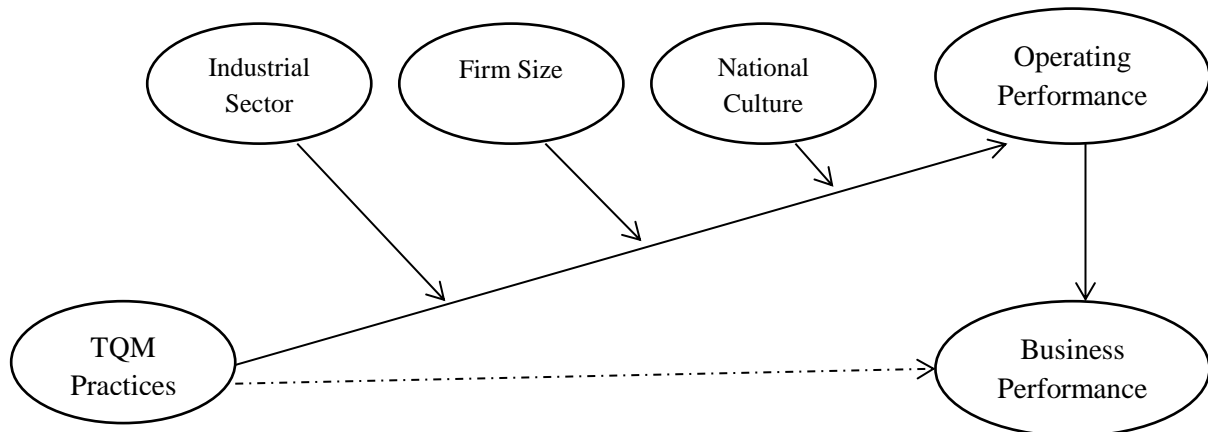 Industrial
Sector
Firm Size
National
Culture
Operating
Performance
TQM
Practices
Business
Performance